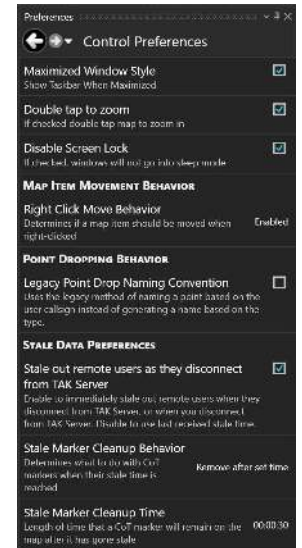 Preferences
Control Preferences
Maximized Window Style
Show Taskbar When Maximized
Double tap to zoom
If checked double tap map to zoom in
Disable Screen Lock
If checked, windows will not go into sleep mode
MAP ITEM MOVEMENT BEHAVIOR
Right Click Move Behavior
Determines if a map item should be moved when
right-clicked
Enabled
POINT DROPPING BEHAVIOR
Legacy Point Drop Naming Convention
Uses the legacy method of naming a point based on the
user callsign instead of generating a name based on the
type.
STALE DATA PREFERENCES
Stale out remote users as they disconnect
from TAK Server
Enable to immediately stale out remote users when they
disconnect from TAK Server, or when you disconnect
from TAK Server. Disable to use last received stale time.
Stale Marker Cleanup Behavior
Determines what to do with CoT
markers when their stale time is
reached
Remove after set time
Stale Marker Cleanup Time
Length of time that a CoT marker will remain on the
map after it has gone stale
00:00:30